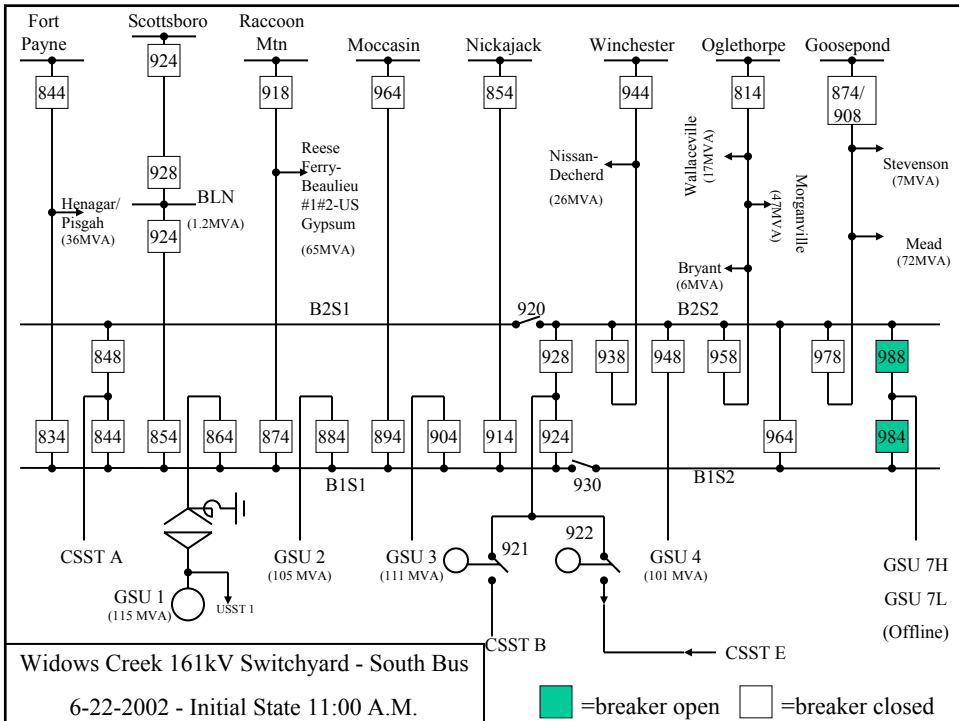 Fort
Payne
Scottsboro
Raccoon
Mtn
Moccasin
Nickajack
Winchester
Oglethorpe
Goosepond
844
924
918
964
854
944
814
874/
908
928
924
BLN
(1.2MVA)
Henagar/
Pisgah
(36MVA)
Reese
Ferry-
Beaulieu
#1#2-US
Gypsum
(65MVA)
Nissan-
Decherd
(26MVA)
Wallaceville
(17MVA)
Morganville
(47MVA)
Bryant
(6MVA)
Stevenson
(7MVA)
Mead
(72MVA)
B2S1
920
B2S2
848
928
938
948
958
978
988
834
844
854
864
874
884
894
904
914
924
964
984
B1S1
930
B1S2
CSST A
GSU 1
(115 MVA)
USST 1
GSU 2
(105 MVA)
GSU 3
(111 MVA)
921
922
GSU 4
(101 MVA)
GSU 7H
GSU 7L
(Offline)
CSST B
CSST E
Widows Creek 161kV Switchyard - South Bus
6-22-2002 - Initial State 11:00 A.M.
=breaker open
=breaker closed